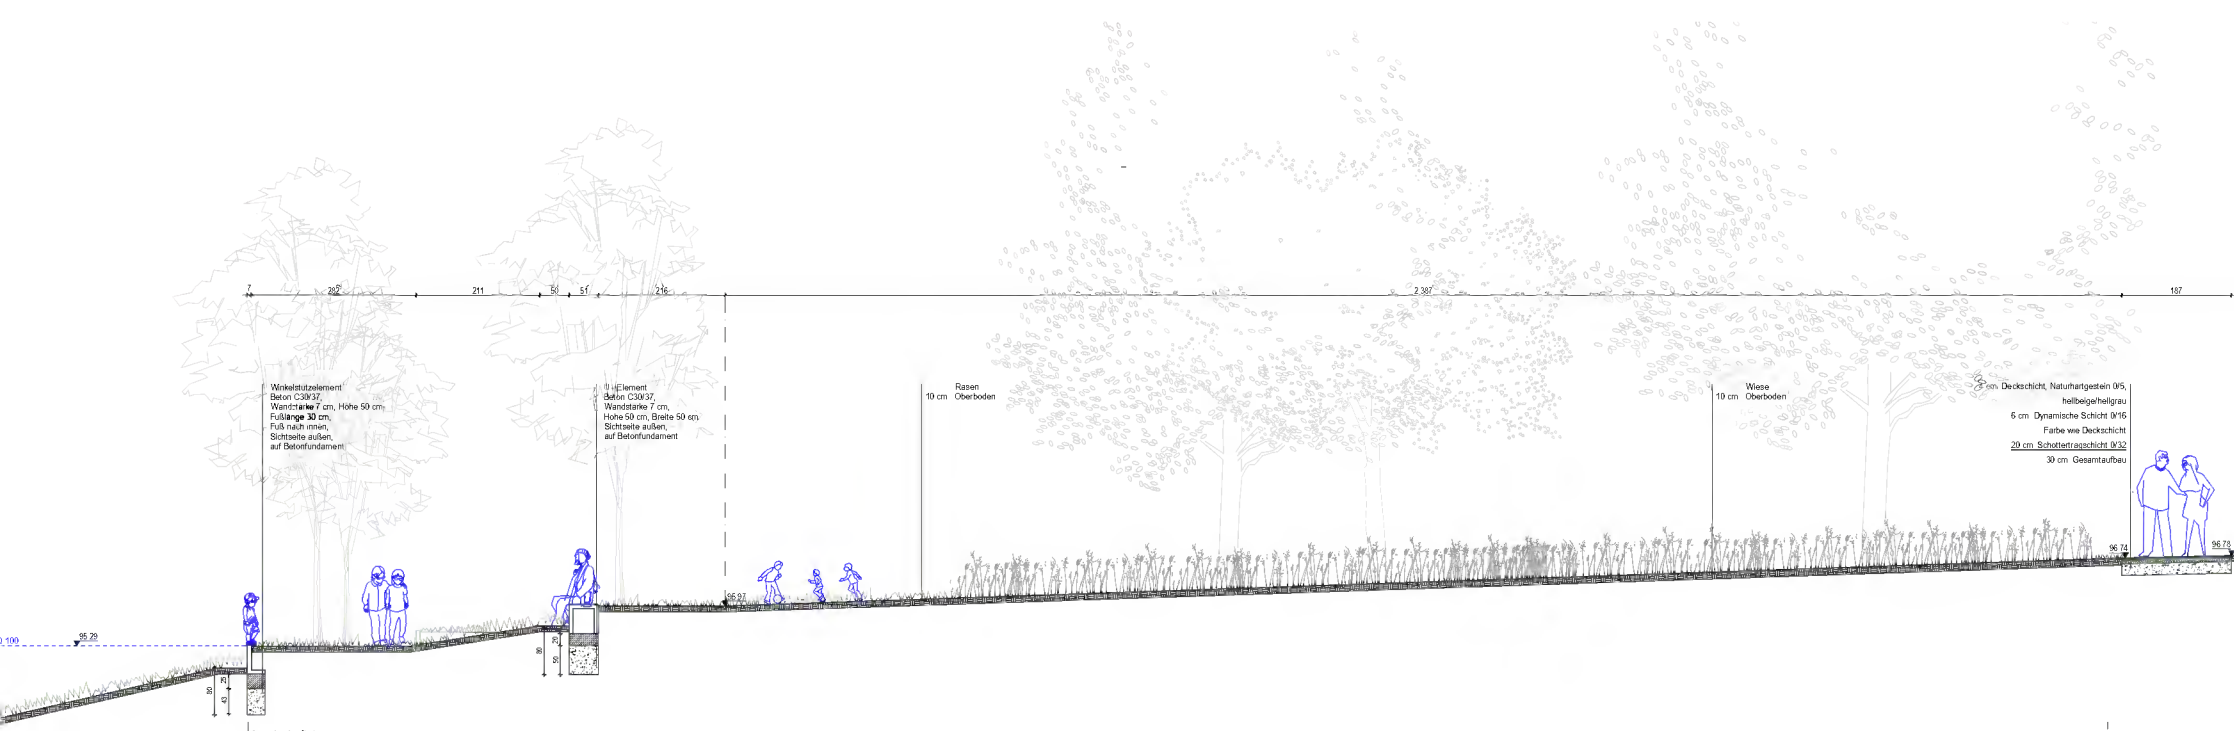 7 282 211 50 51 216 2 387 187
Winkelstützelement
Beton C30/37,
Wandstärke 7 cm, Höhe 50 cm
Fußlänge 30 cm,
Fuß nach innen,
Sichtseite außen,
auf Betonfundament
U-Element
Beton C30/37,
Wandstärke 7 cm,
Höhe 50 cm, Breite 50 cm
Sichtseite außen,
auf Betonfundament
Rasen
10 cm Oberboden
Wiese
10 cm Oberboden
cm Deckschicht, Naturhartgestein 0/5,
hellbeige/hellgrau
6 cm Dynamische Schicht 0/16
Farbe wie Deckschicht
20 cm Schottertragschicht 0/32
30 cm Gesamtaufbau
96.74
96.78
95.97
100
95.29
80
20
50
80
25
43